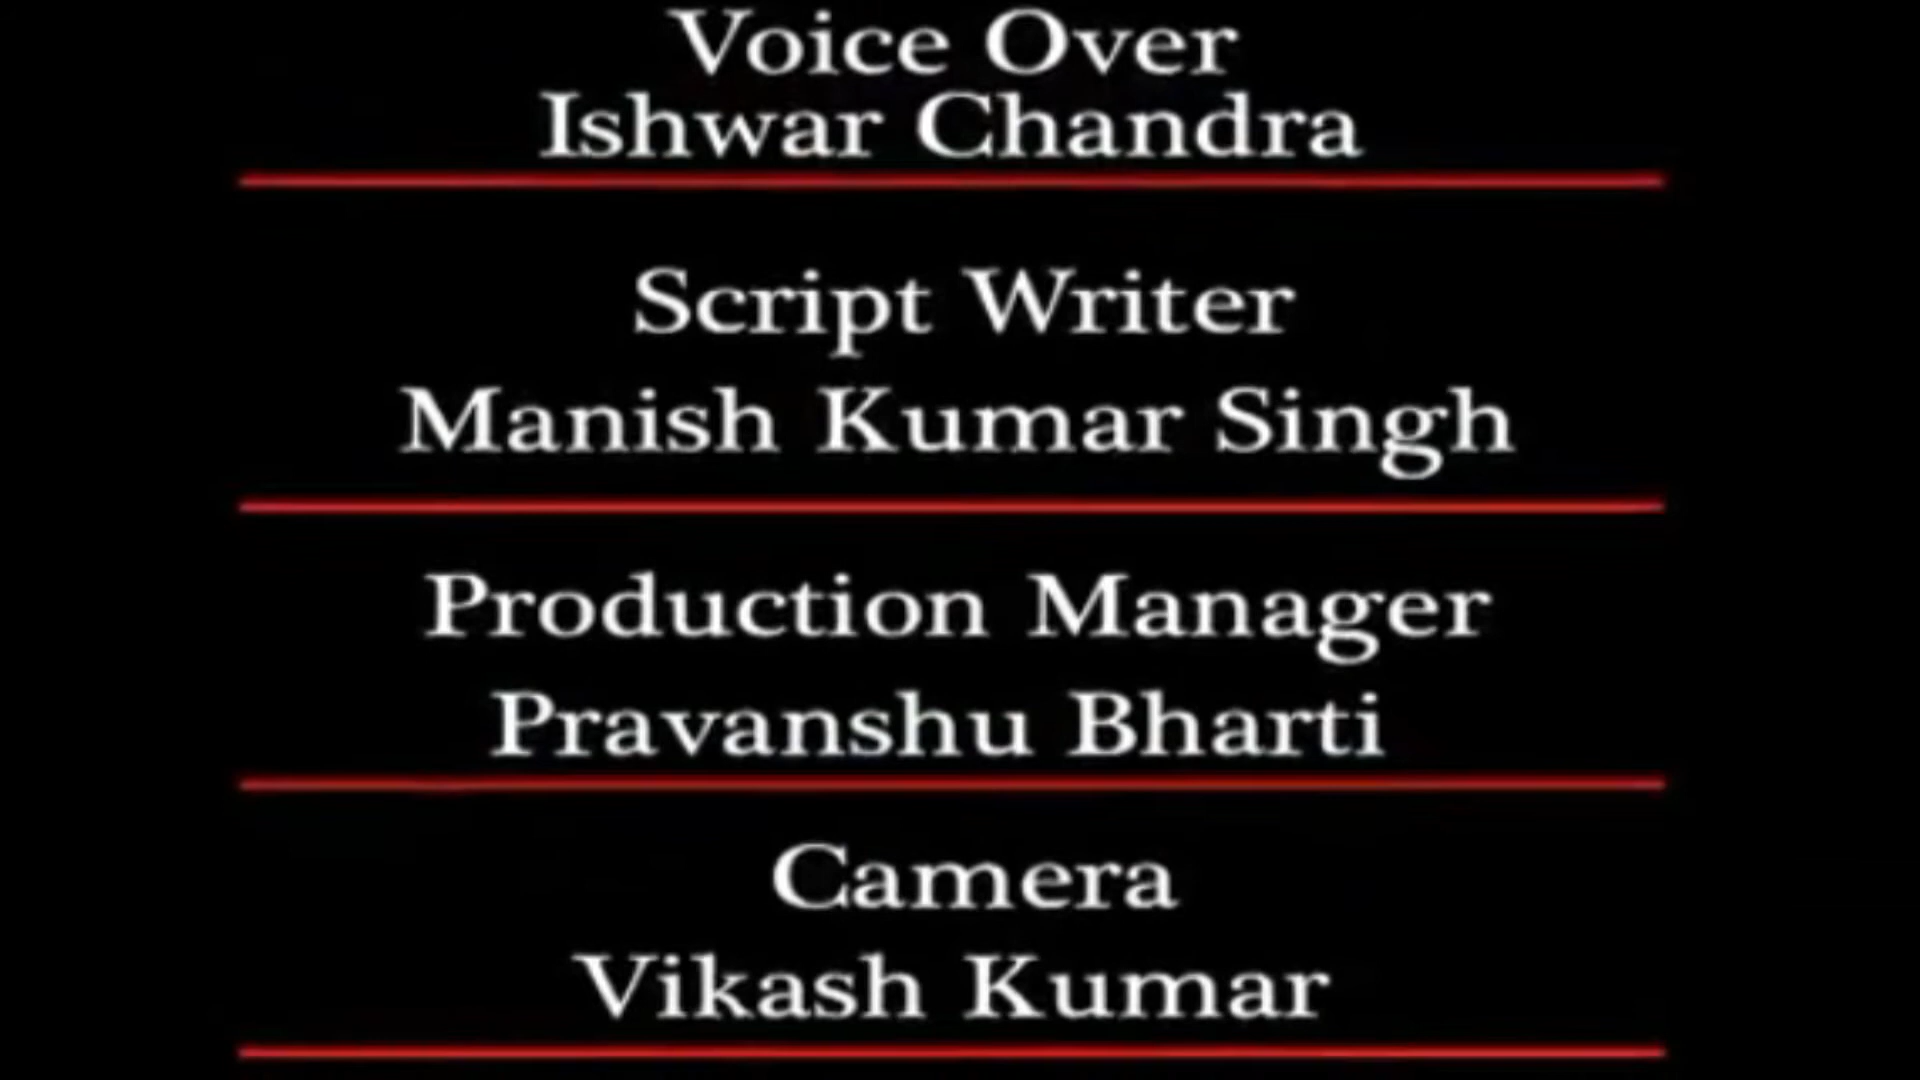 Voice Over
Ishwar Chandra
Script Writer
Manish Kumar Singh
Production Manager
Pravanshu Bharti
Camera
Vikash Kumar